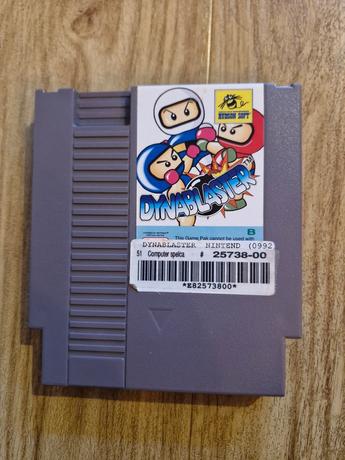 HUDSON SOFT
DYNABLASTER
B
This Game Pak cannot be used with
DYNABLASTER NINTEND (0992
51 Computer spelca # 25738-00
*E82573800*